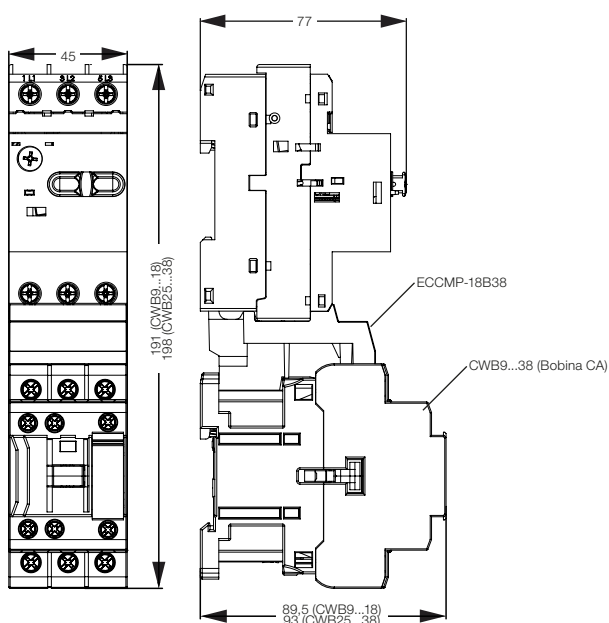 77
45
1 L1 3 L2 5 L3
191 (CWB9...18)
198 (CWB25...38)
ECCMP-18B38
CWB9...38 (Bobina CA)
89,5 (CWB9...18)
93 (CWB25...38)